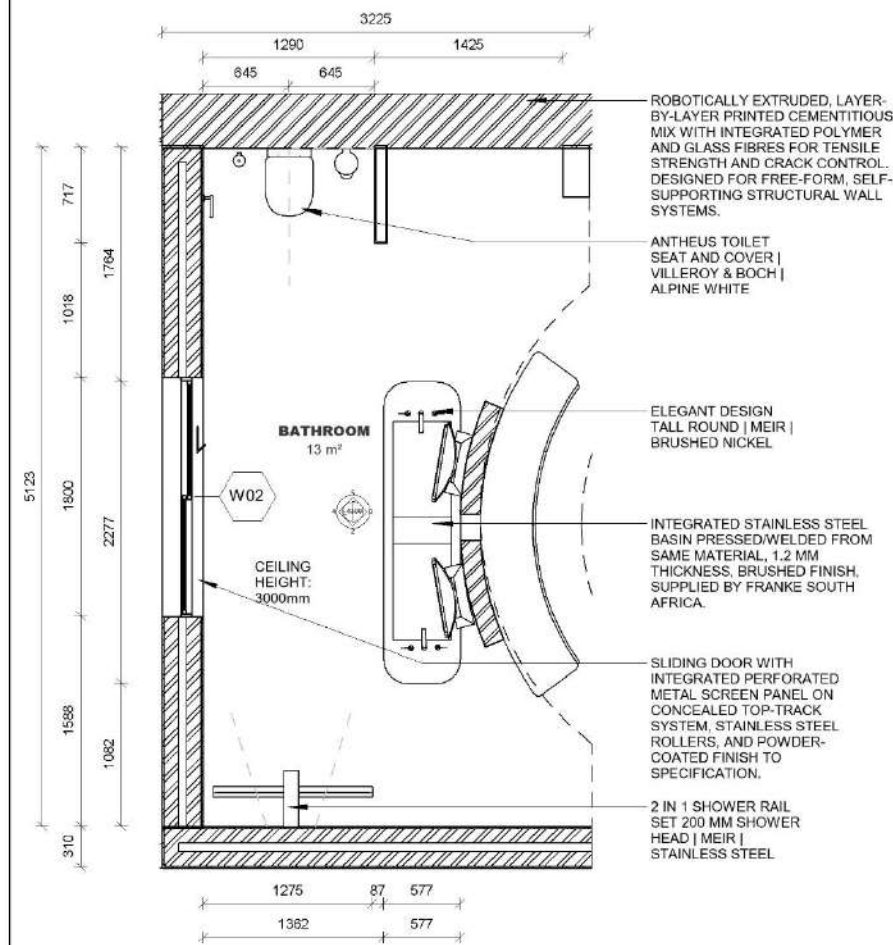 3225
1290
1425
645
645
ROBOTICALLY EXTRUDED, LAYER-
BY-LAYER PRINTED CEMENTITIOUS
MIX WITH INTEGRATED POLYMER
AND GLASS FIBRES FOR TENSILE
STRENGTH AND CRACK CONTROL.
DESIGNED FOR FREE-FORM, SELF-
SUPPORTING STRUCTURAL WALL
SYSTEMS.
717
1764
ANTHEUS TOILET
SEAT AND COVER |
VILLEROY & BOCH |
ALPINE WHITE
1018
ELEGANT DESIGN
TALL ROUND | MEIR |
BRUSHED NICKEL
BATHROOM
13 m²
5123
1800
2277
W02
INTEGRATED STAINLESS STEEL
BASIN PRESSED/WELDED FROM
SAME MATERIAL, 1.2 MM
THICKNESS, BRUSHED FINISH.
SUPPLIED BY FRANKE SOUTH
AFRICA.
CEILING
HEIGHT:
3000mm
SLIDING DOOR WITH
INTEGRATED PERFORATED
METAL SCREEN PANEL ON
CONCEALED TOP-TRACK
SYSTEM, STAINLESS STEEL
ROLLERS, AND POWDER-
COATED FINISH TO
SPECIFICATION.
1588
1082
2 IN 1 SHOWER RAIL
SET 200 MM SHOWER
HEAD | MEIR |
STAINLESS STEEL
310
1275
87
577
1362
577